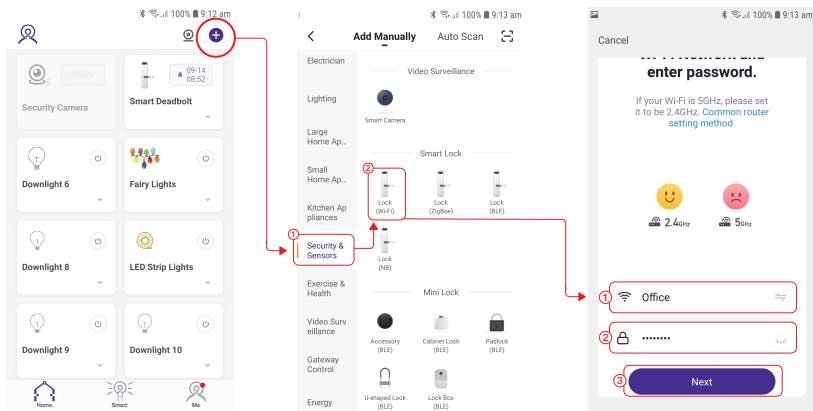 100% 9:12 am
+
Offline
Security Camera
09-14
08:52
Smart Deadbolt
Downlight 6
Fairy Lights
Downlight 8
LED Strip Lights
Downlight 9
Downlight 10
Home
Smart
Me
100% 9:13 am
Add Manually
Auto Scan
Electrician
Lighting
Large
Home Ap...
Small
Home Ap...
Kitchen Ap
pliances
1
Security &
Sensors
Exercise &
Health
Video Surv
eillance
Gateway
Control
Energy
Video Surveillance
Smart Camera
Smart Lock
2
Lock
(Wi-Fi)
Lock
(ZigBee)
Lock
(BLE)
Lock
(NB)
Mini Lock
Accessory
(BLE)
Cabinet Lock
(BLE)
Padlock
(BLE)
U-shaped Lock
(BLE)
Lock Box
(BLE)
100% 9:13 am
Cancel
Wi-Fi Network and
enter password.
If your Wi-Fi is 5GHz, please set
it to be 2.4GHz. Common router
setting method
2.4GHz
5GHz
1
Office
2
••••••••
3
Next